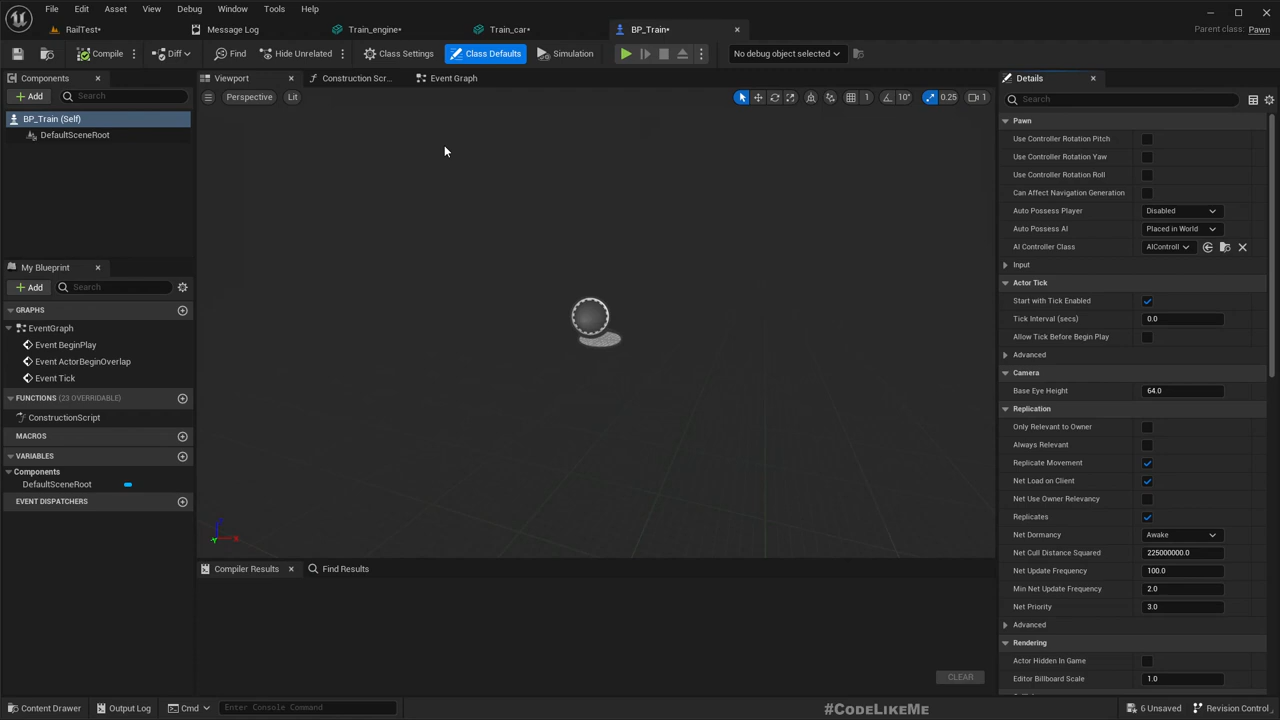 File Edit Asset View Debug Window Tools Help
RailTest• Message Log Train_engine• Train_car• BP_Train•
Parent class: Pawn
Compile Diff Find Hide Unrelated Class Settings Class Defaults Simulation No debug object selected
Components Viewport Construction Scr... Event Graph Details
Add Search Perspective Lit 1 10° 0.25 1 Search
BP_Train (Self)
DefaultSceneRoot
My Blueprint
Add Search
GRAPHS
EventGraph
Event BeginPlay
Event ActorBeginOverlap
Event Tick
FUNCTIONS (23 OVERRIDABLE)
ConstructionScript
MACROS
VARIABLES
Components
DefaultSceneRoot
EVENT DISPATCHERS
Compiler Results Find Results
CLEAR
Pawn
Use Controller Rotation Pitch
Use Controller Rotation Yaw
Use Controller Rotation Roll
Can Affect Navigation Generation
Auto Possess Player Disabled
Auto Possess AI Placed in World
AI Controller Class AIControll
Input
Actor Tick
Start with Tick Enabled
Tick Interval (secs) 0.0
Allow Tick Before Begin Play
Advanced
Camera
Base Eye Height 64.0
Replication
Only Relevant to Owner
Always Relevant
Replicate Movement
Net Load on Client
Net Use Owner Relevancy
Replicates
Net Dormancy Awake
Net Cull Distance Squared 225000000.0
Net Update Frequency 100.0
Min Net Update Frequency 2.0
Net Priority 3.0
Advanced
Rendering
Actor Hidden In Game
Editor Billboard Scale 1.0
Content Drawer Output Log Cmd Enter Console Command #CodeLikeMe 6 Unsaved Revision Control